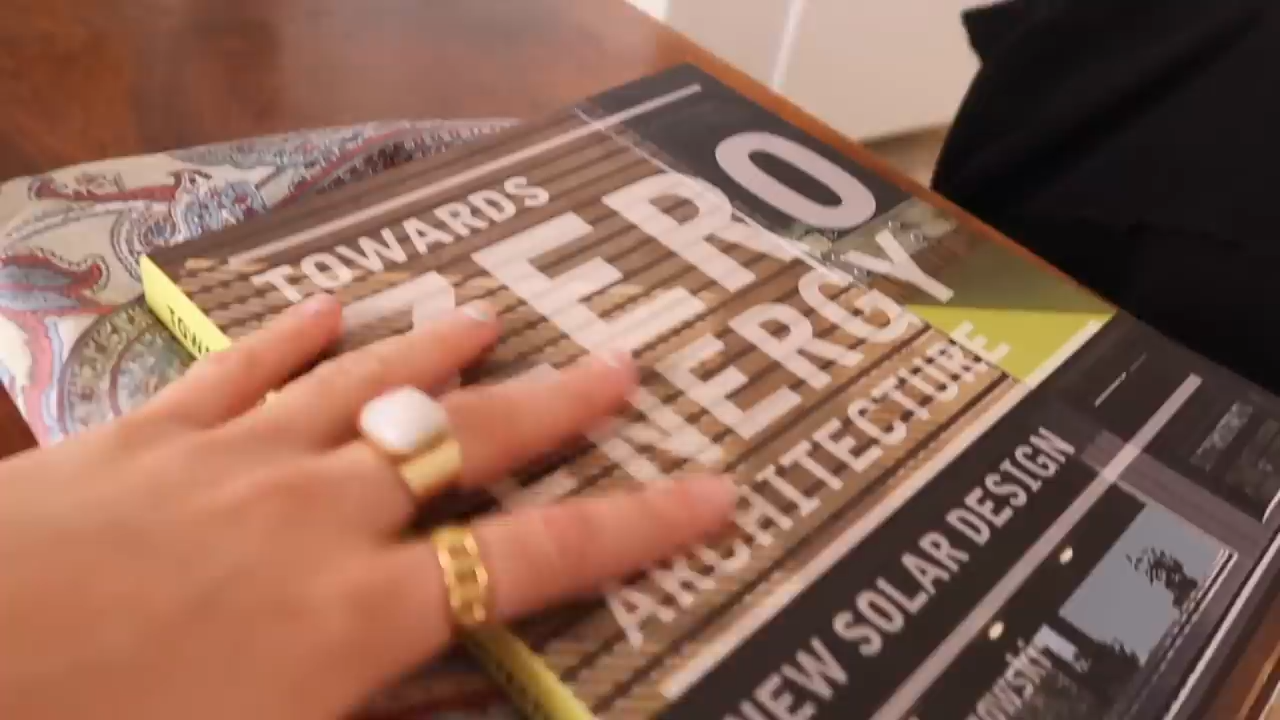 TOWARDS
ZERO
ENERGY
ARCHITECTURE
NEW SOLAR DESIGN